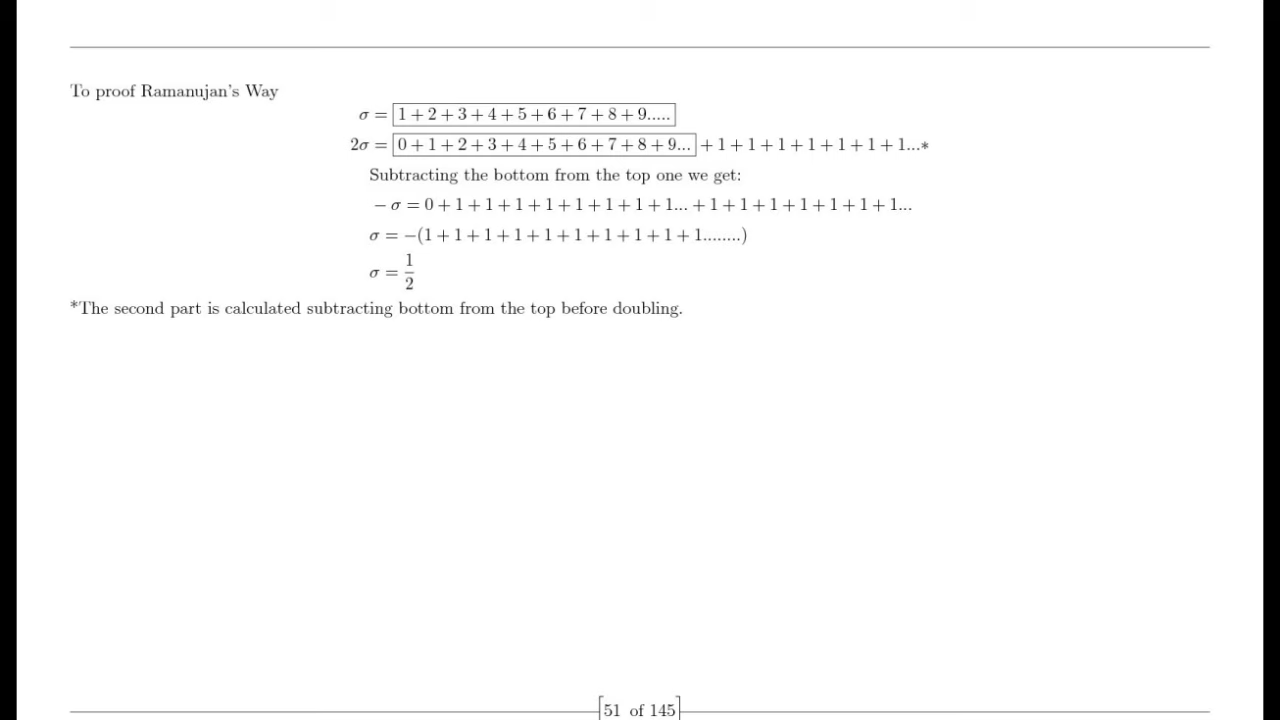 To proof Ramanujan's Way
σ = 1 + 2 + 3 + 4 + 5 + 6 + 7 + 8 + 9.....
2σ = 0 + 1 + 2 + 3 + 4 + 5 + 6 + 7 + 8 + 9... + 1 + 1 + 1 + 1 + 1 + 1 + 1...*
Subtracting the bottom from the top one we get:
− σ = 0 + 1 + 1 + 1 + 1 + 1 + 1 + 1 + 1... + 1 + 1 + 1 + 1 + 1 + 1 + 1...
σ = −(1 + 1 + 1 + 1 + 1 + 1 + 1 + 1 + 1 + 1........)
σ = 1/2
*The second part is calculated subtracting bottom from the top before doubling.
51 of 145